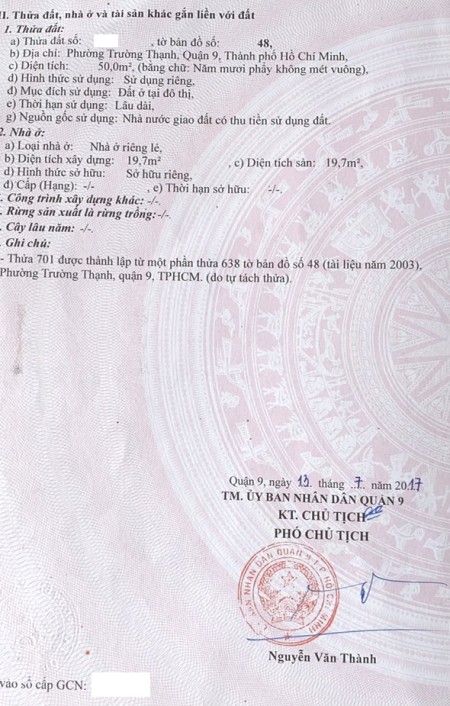 II. Thửa đất, nhà ở và tài sản khác gắn liền với đất
1. Thửa đất:
a) Thửa đất số: , tờ bản đồ số: 48,
b) Địa chỉ: Phường Trường Thạnh, Quận 9, Thành phố Hồ Chí Minh,
c) Diện tích: 50,0m², (bằng chữ: Năm mươi phẩy không mét vuông),
d) Hình thức sử dụng: Sử dụng riêng,
đ) Mục đích sử dụng: Đất ở tại đô thị,
e) Thời hạn sử dụng: Lâu dài,
g) Nguồn gốc sử dụng: Nhà nước giao đất có thu tiền sử dụng đất.
2. Nhà ở:
a) Loại nhà ở: Nhà ở riêng lẻ,
b) Diện tích xây dựng: 19,7m² , c) Diện tích sàn: 19,7m²,
d) Hình thức sở hữu: Sở hữu riêng,
đ) Cấp (Hạng): -/- , e) Thời hạn sở hữu: -/-.
. Công trình xây dựng khác: -/-.
. Rừng sản xuất là rừng trồng:-/-.
. Cây lâu năm: -/-.
. Ghi chú:
- Thửa 701 được thành lập từ một phần thửa 638 tờ bản đồ số 48 (tài liệu năm 2003),
Phường Trường Thạnh, quận 9, TPHCM. (do tự tách thửa).
Quận 9, ngày 13. tháng .7. năm 2017
TM. ỦY BAN NHÂN DÂN QUẬN 9
KT. CHỦ TỊCH
PHÓ CHỦ TỊCH
BAN NHÂN DÂN QUẬN 9 T.P HỒ CHÍ MINH
Nguyễn Văn Thành
vào sổ cấp GCN: